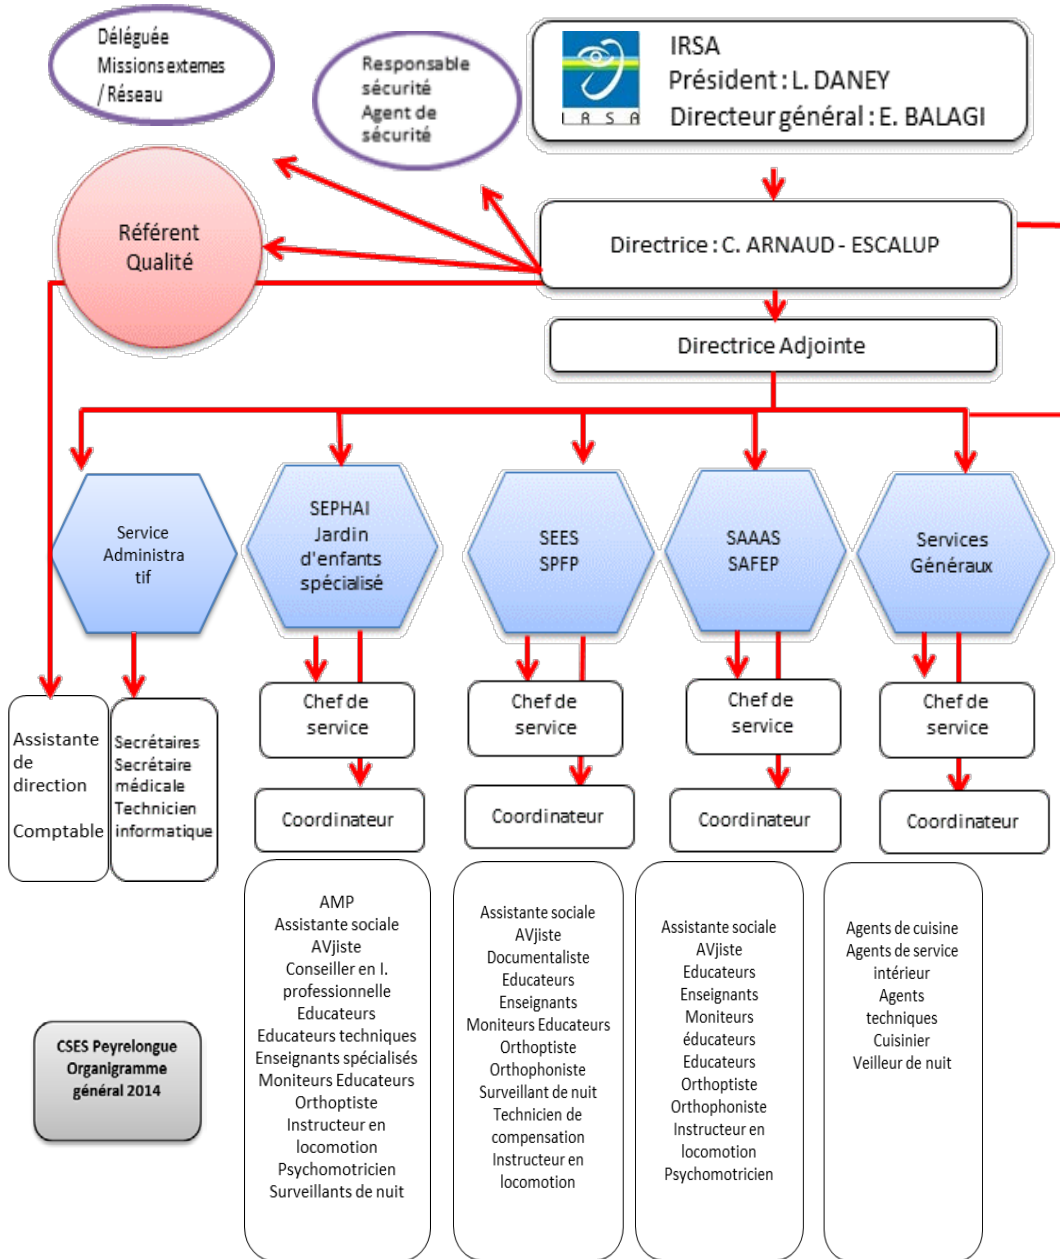 Déléguée
Missions externes
/ Réseau
Responsable
sécurité
Agent de
sécurité
IRSA
IRSA
Président : L. DANEY
Directeur général : E. BALAGI
Référent
Qualité
Directrice : C. ARNAUD - ESCALUP
Directrice Adjointe
Service
Administra
tif
SEPHAI
Jardin
d'enfants
spécialisé
SEES
SPFP
SAAAS
SAFEP
Services
Généraux
Assistante
de
direction
Comptable
Secrétaires
Secrétaire
médicale
Technicien
informatique
Chef de
service
Chef de
service
Chef de
service
Chef de
service
Coordinateur
Coordinateur
Coordinateur
Coordinateur
AMP
Assistante sociale
AVjiste
Conseiller en I.
professionnelle
Educateurs
Educateurs techniques
Enseignants spécialisés
Moniteurs Educateurs
Orthoptiste
Instructeur en
locomotion
Psychomotricien
Surveillants de nuit
Assistante sociale
AVjiste
Documentaliste
Educateurs
Enseignants
Moniteurs Educateurs
Orthoptiste
Orthophoniste
Surveillant de nuit
Technicien de
compensation
Instructeur en
locomotion
Assistante sociale
AVjiste
Educateurs
Enseignants
Moniteurs
éducateurs
Educateurs
Orthoptiste
Orthophoniste
Instructeur en
locomotion
Psychomotricien
Agents de cuisine
Agents de service
intérieur
Agents
techniques
Cuisinier
Veilleur de nuit
CSES Peyrelongue
Organigramme
général 2014